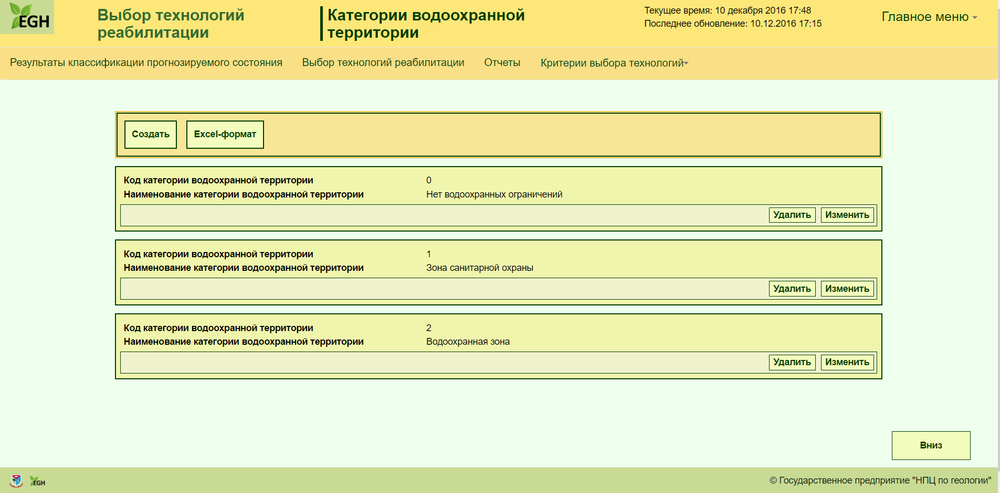 EGH
Выбор технологий
реабилитации
Категории водоохранной
территории
Текущее время: 10 декабря 2016 17:48
Последнее обновление: 10.12.2016 17:15
Главное меню
Результаты классификации прогнозируемого состояния Выбор технологий реабилитации Отчеты Критерии выбора технологий
Создать Excel-формат
Код категории водоохранной территории 0
Наименование категории водоохранной территории Нет водоохранных ограничений
Удалить Изменить
Код категории водоохранной территории 1
Наименование категории водоохранной территории Зона санитарной охраны
Удалить Изменить
Код категории водоохранной территории 2
Наименование категории водоохранной территории Водоохранная зона
Удалить Изменить
Вниз
EGH © Государственное предприятие "НПЦ по геологии"